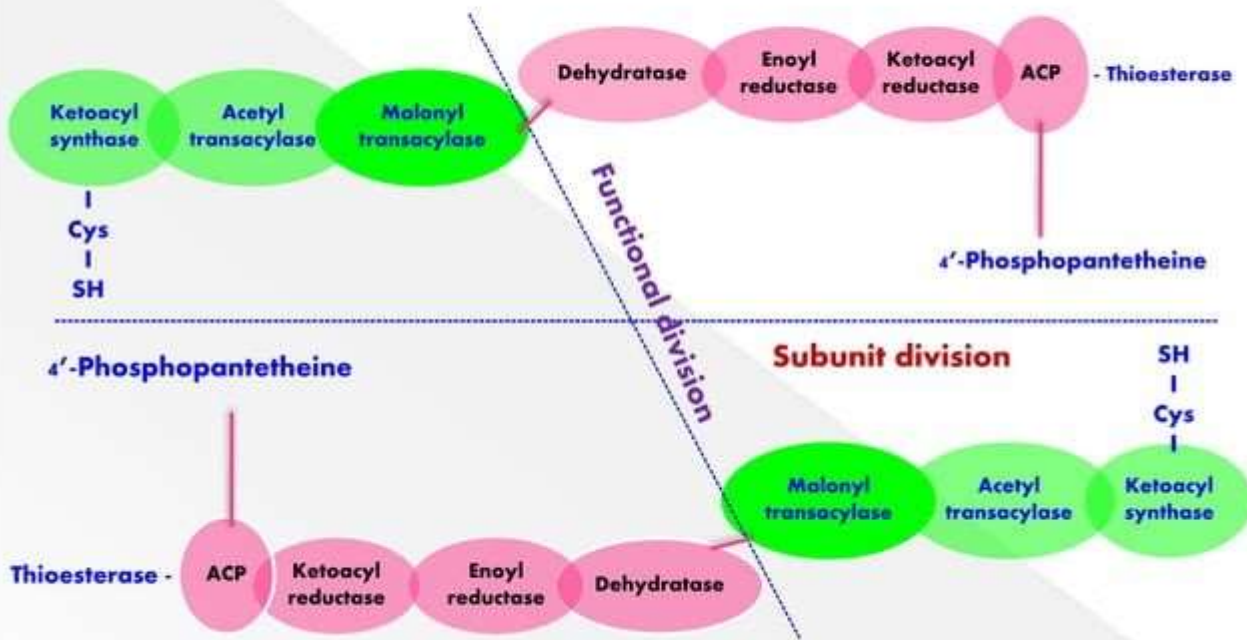 Ketoacyl
synthase
Acetyl
transacylase
Malonyl
transacylase
Dehydratase
Enoyl
reductase
Ketoacyl
reductase
ACP
- Thioesterase
I
Cys
I
SH
4’-Phosphopantetheine
Functional division
4’-Phosphopantetheine
Subunit division
SH
I
Cys
I
Thioesterase -
ACP
Ketoacyl
reductase
Enoyl
reductase
Dehydratase
Malonyl
transacylase
Acetyl
transacylase
Ketoacyl
synthase